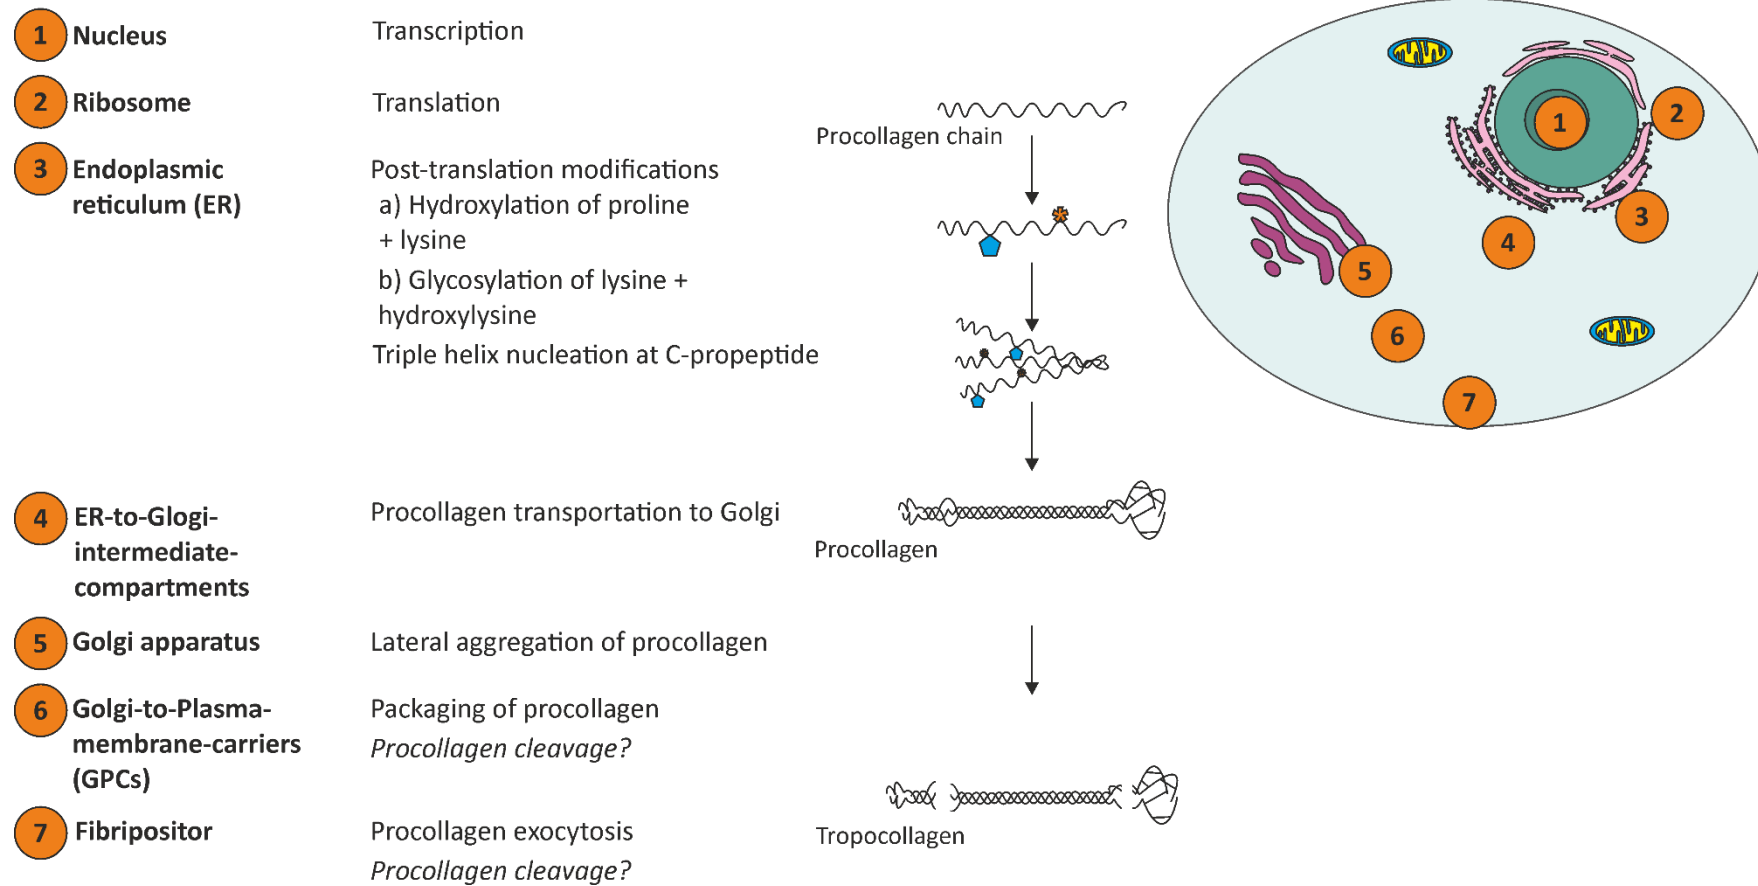 1 Nucleus Transcription
2 Ribosome Translation
Procollagen chain
3 Endoplasmic reticulum (ER)
Post-translation modifications
a) Hydroxylation of proline
+ lysine
b) Glycosylation of lysine +
hydroxylysine
Triple helix nucleation at C-propeptide
4 ER-to-Glogi-
intermediate-
compartments
Procollagen transportation to Golgi
Procollagen
5 Golgi apparatus Lateral aggregation of procollagen
6 Golgi-to-Plasma-
membrane-carriers
(GPCs)
Packaging of procollagen
Procollagen cleavage?
7 Fibripositor Procollagen exocytosis
Procollagen cleavage?
Tropocollagen
1
2
3
4
5
6
7